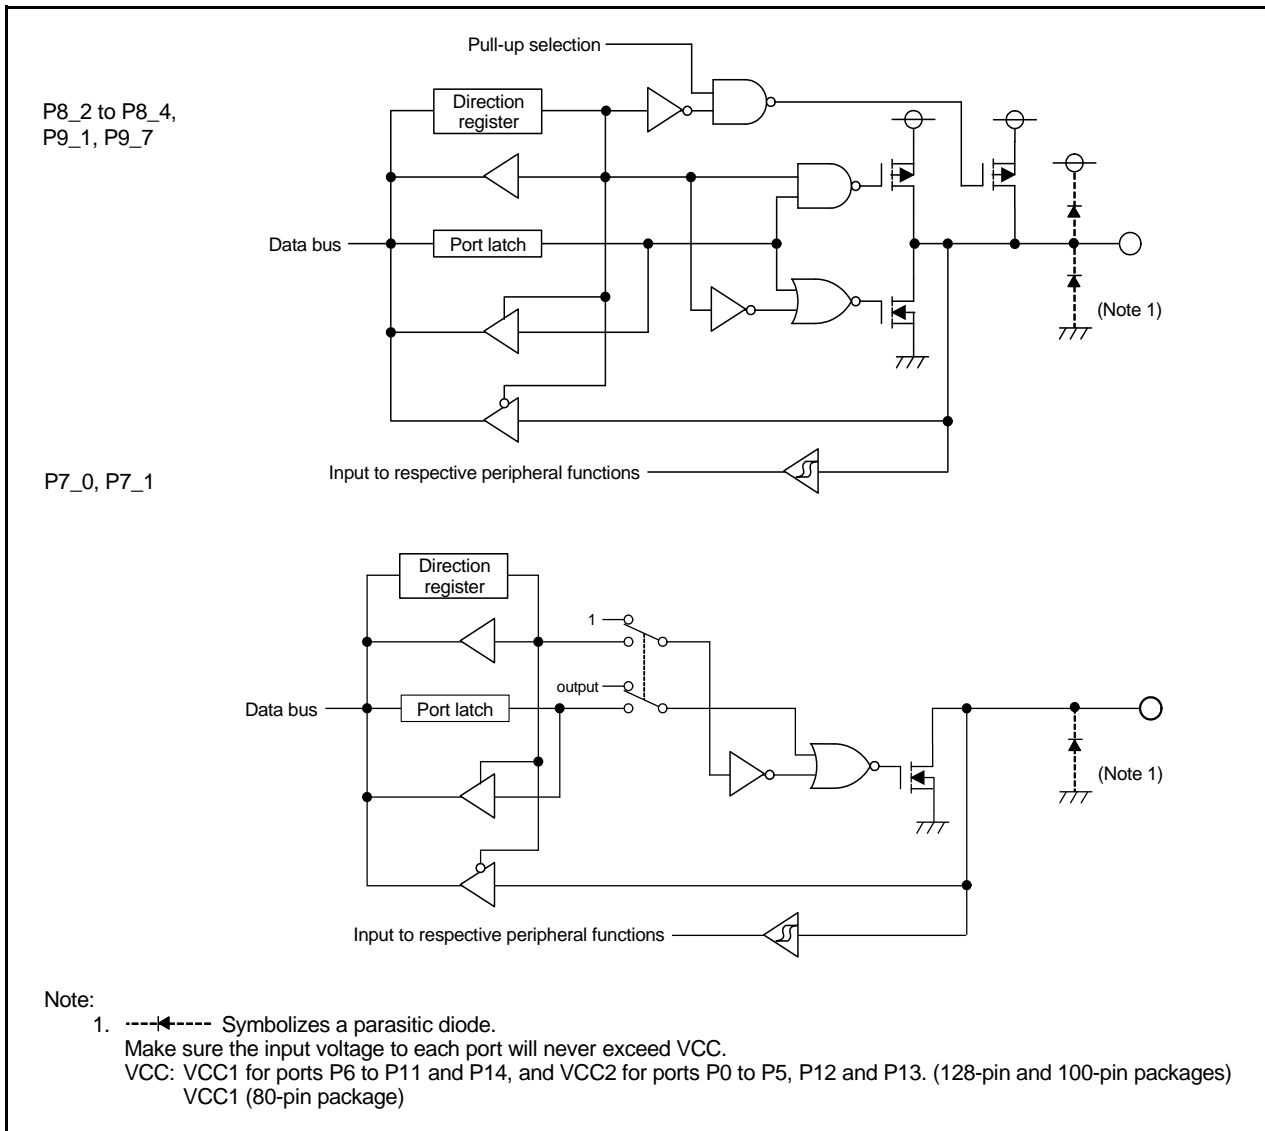 Pull-up selection
P8_2 to P8_4,
P9_1, P9_7
Direction
register
Data bus
Port latch
(Note 1)
Input to respective peripheral functions
P7_0, P7_1
Direction
register
1
output
Data bus
Port latch
(Note 1)
Input to respective peripheral functions
Note:
1. Symbolizes a parasitic diode.
Make sure the input voltage to each port will never exceed VCC.
VCC: VCC1 for ports P6 to P11 and P14, and VCC2 for ports P0 to P5, P12 and P13. (128-pin and 100-pin packages)
VCC1 (80-pin package)